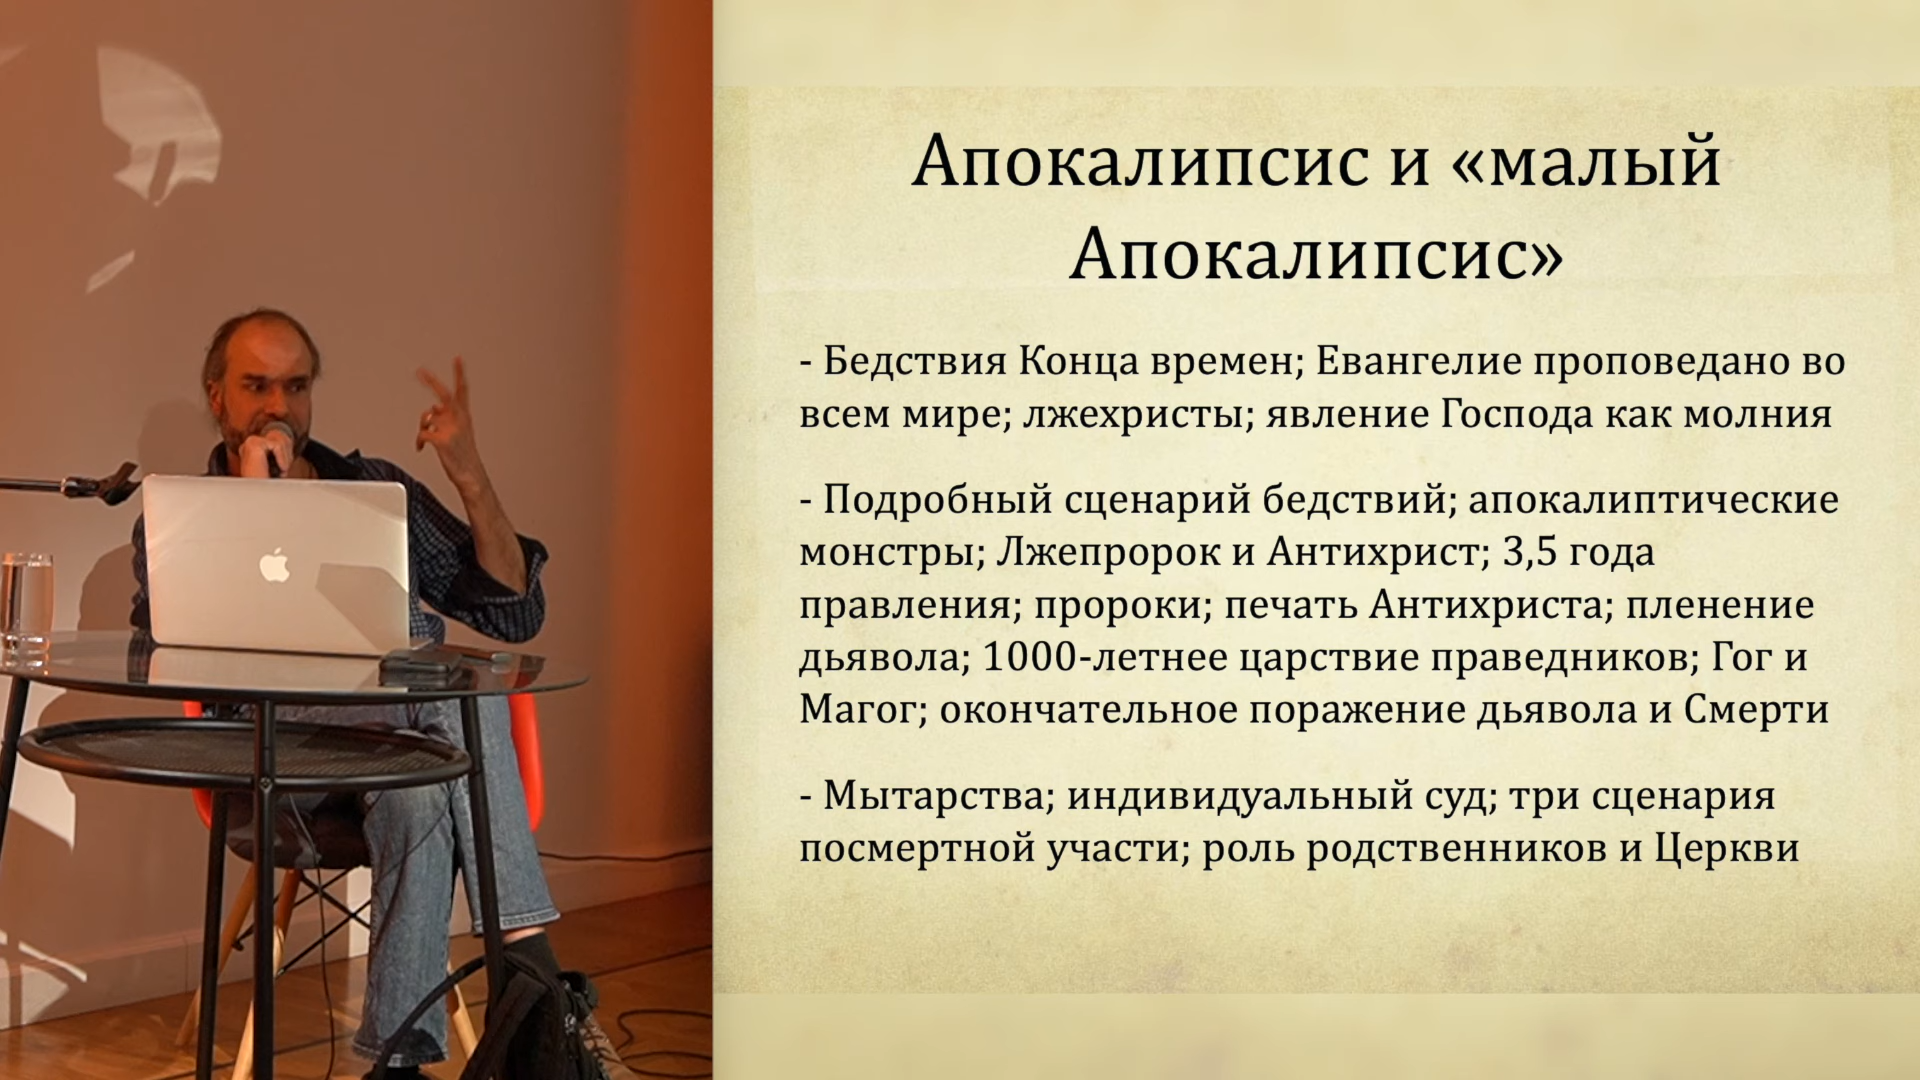 Апокалипсис и «малый
Апокалипсис»
- Бедствия Конца времен; Евангелие проповедано во
всем мире; лжехристы; явление Господа как молния
- Подробный сценарий бедствий; апокалиптические
монстры; Лжепророк и Антихрист; 3,5 года
правления; пророки; печать Антихриста; пленение
дьявола; 1000-летнее царствие праведников; Гог и
Магог; окончательное поражение дьявола и Смерти
- Мытарства; индивидуальный суд; три сценария
посмертной участи; роль родственников и Церкви